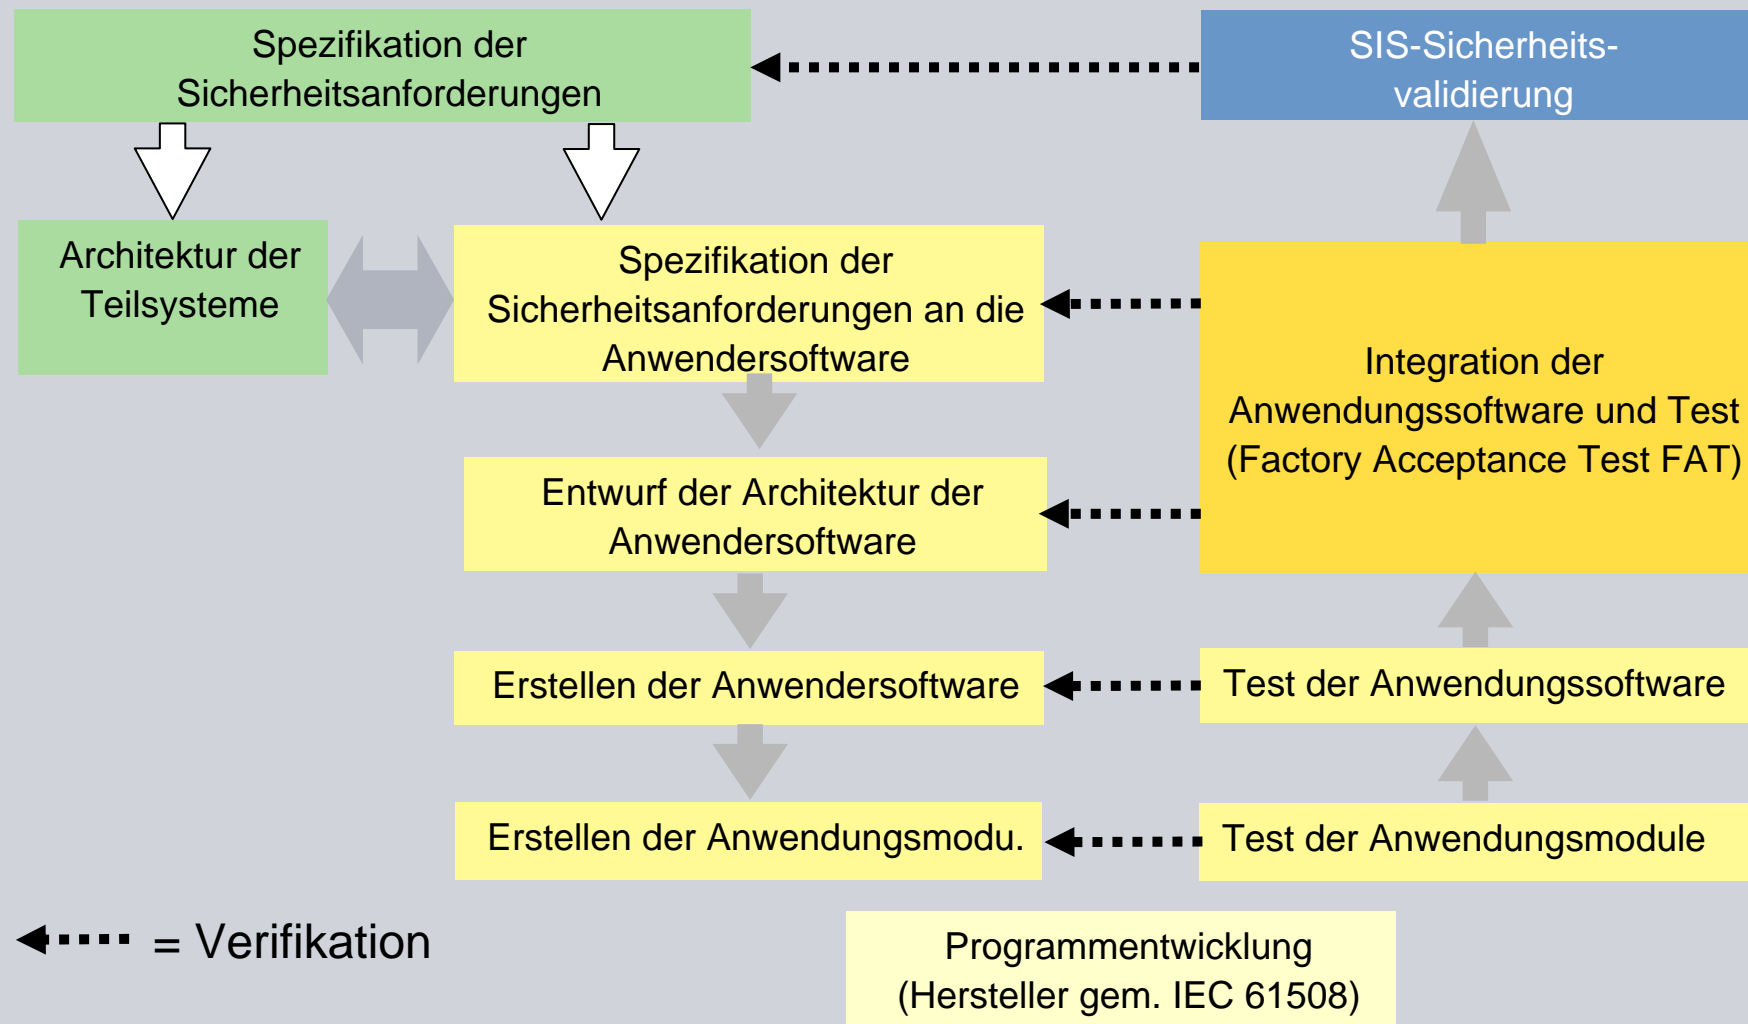 Spezifikation der
Sicherheitsanforderungen
SIS-Sicherheits-
validierung
Architektur der
Teilsysteme
Spezifikation der
Sicherheitsanforderungen an die
Anwendersoftware
Integration der
Anwendungssoftware und Test
(Factory Acceptance Test FAT)
Entwurf der Architektur der
Anwendersoftware
Erstellen der Anwendersoftware
Test der Anwendungssoftware
Erstellen der Anwendungsmodu.
Test der Anwendungsmodule
= Verifikation
Programmentwicklung
(Hersteller gem. IEC 61508)